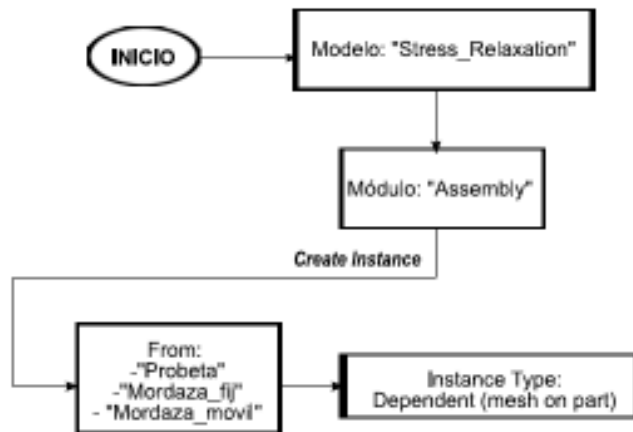 INICIO
Modelo: "Stress_Relaxation"
Módulo: "Assembly"
Create Instance
From:
-"Probeta"
-"Mordaza_fij"
- "Mordaza_movil"
Instance Type:
Dependent (mesh on part)